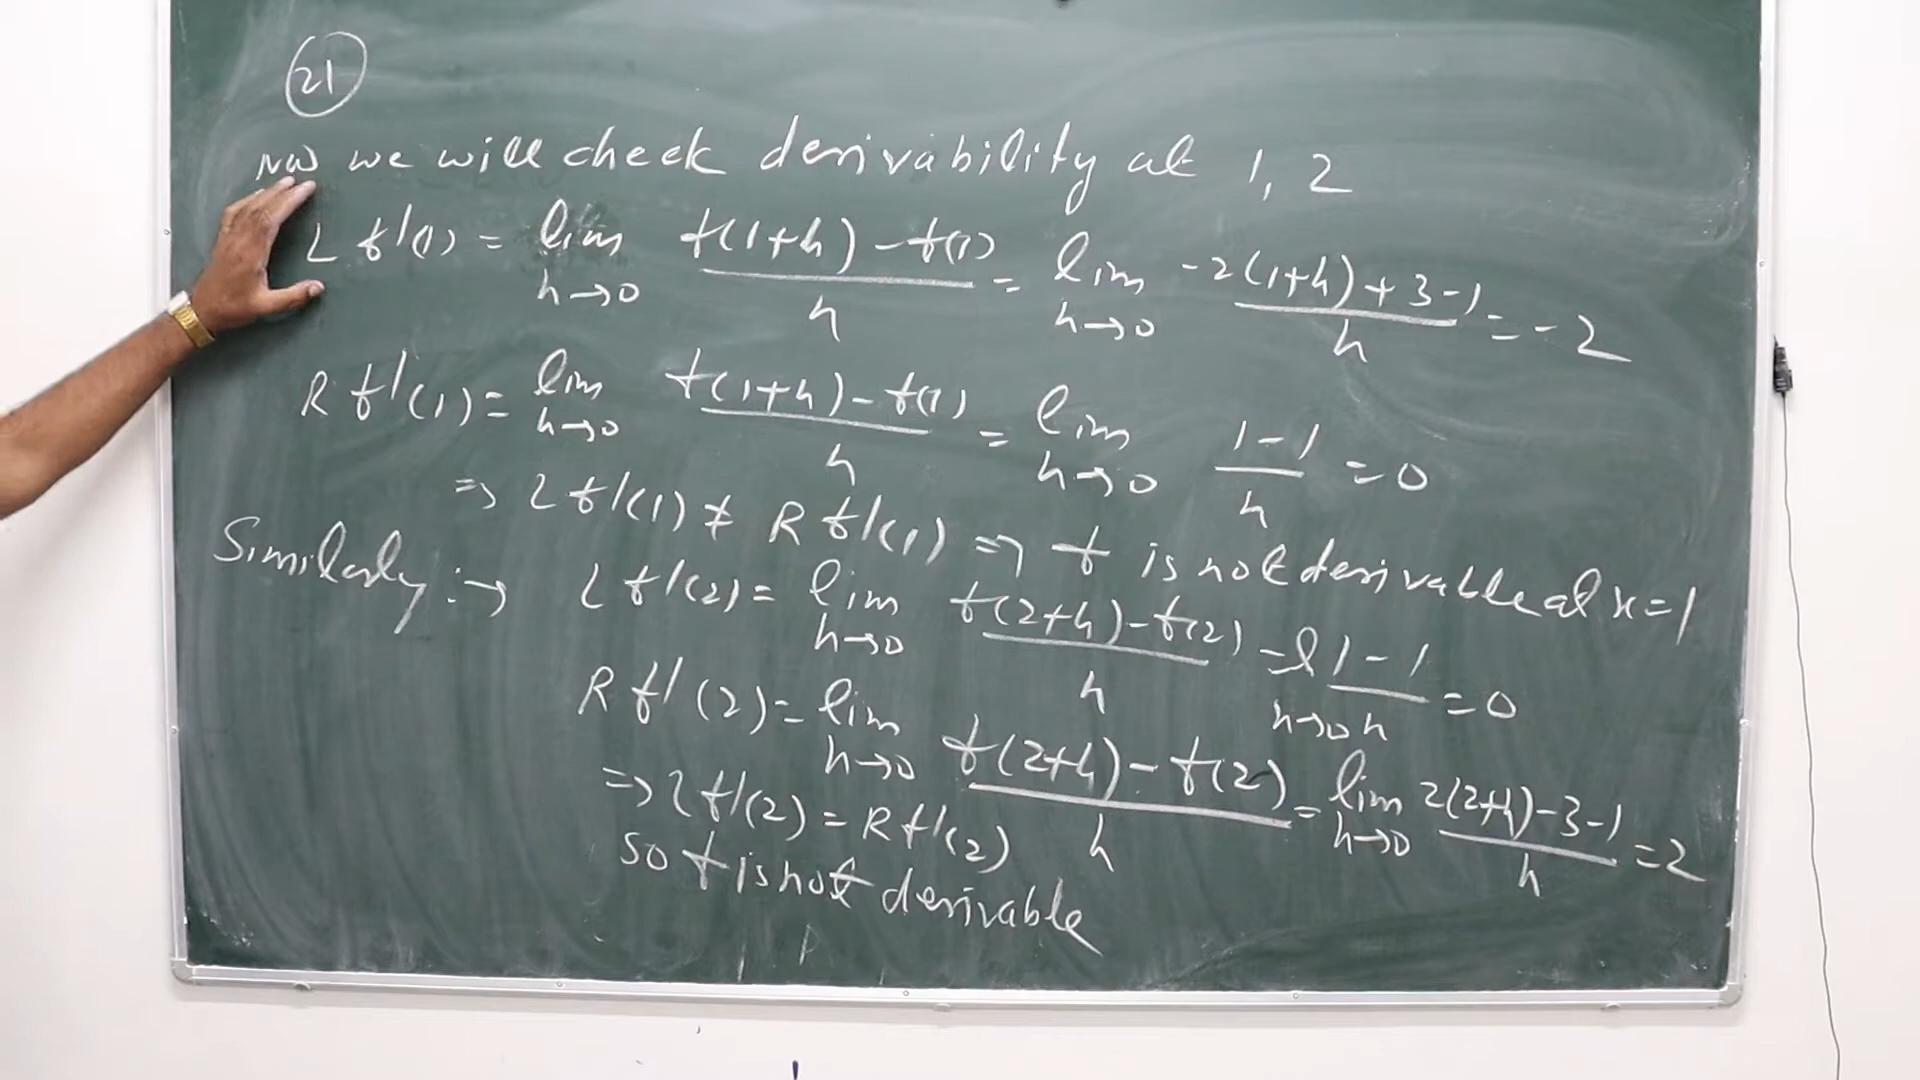 21
Now we will check derivability at 1, 2
L f'(1) = lim h→0 f(1+h) - f(1) / h = lim h→0 -2(1+h) + 3 - 1 / h = -2
R f'(1) = lim h→0 f(1+h) - f(1) / h = lim h→0 1 - 1 / h = 0
⇒ L f'(1) ≠ R f'(1) ⇒ f is not derivable at x = 1
Similarly :→ L f'(2) = lim h→0 f(2+h) - f(2) / h = l h→0 1 - 1 / h = 0
R f'(2) = lim h→0 f(2+h) - f(2) / h = lim h→0 2(2+h) - 3 - 1 / h = 2
⇒ L f'(2) = R f'(2)
so f is not derivable